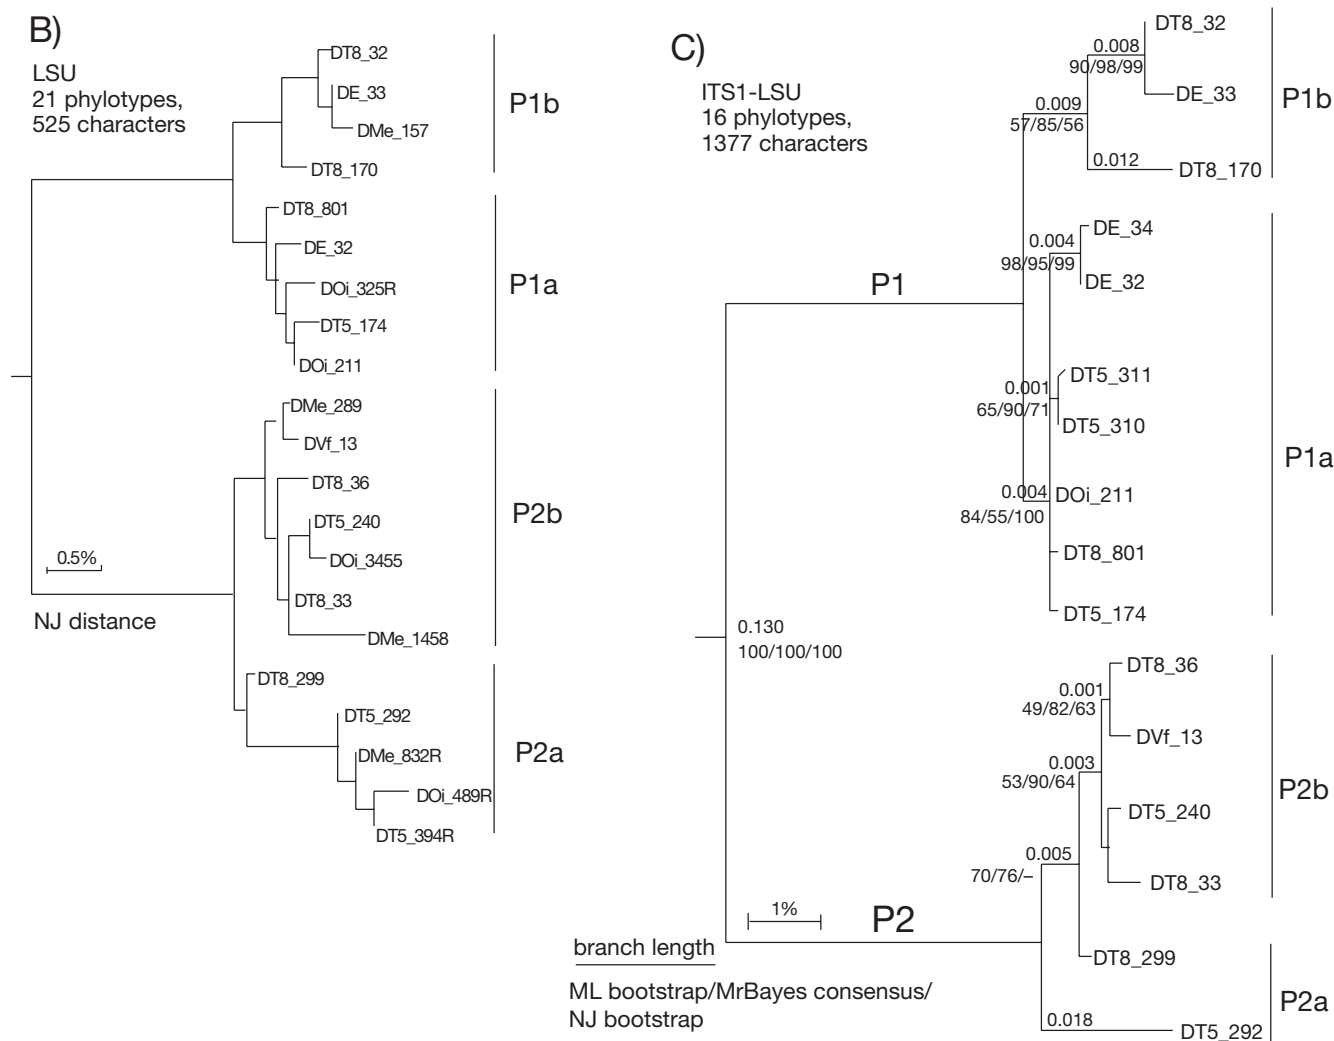 B)
LSU
21 phylotypes,
525 characters
DT8_32
DE_33
DMe_157
DT8_170
P1b
DT8_801
DE_32
DOi_325R
DT5_174
DOi_211
P1a
DMe_289
DVf_13
DT8_36
DT5_240
DOi_3455
DT8_33
DMe_1458
P2b
DT8_299
DT5_292
DMe_832R
DOi_489R
DT5_394R
P2a
0.5%
NJ distance
C)
ITS1-LSU
16 phylotypes,
1377 characters
DT8_32
0.008
90/98/99
DE_33
0.009
57/85/56
0.012
DT8_170
P1b
P1
DE_34
0.004
98/95/99
DE_32
DT5_311
0.001
65/90/71
DT5_310
0.004
84/55/100
DOi_211
DT8_801
DT5_174
P1a
0.130
100/100/100
DT8_36
0.001
49/82/63
DVf_13
0.003
53/90/64
DT5_240
0.005
70/76/–
DT8_33
P2b
P2
DT8_299
0.018
DT5_292
P2a
1%
branch length
ML bootstrap/MrBayes consensus/
NJ bootstrap